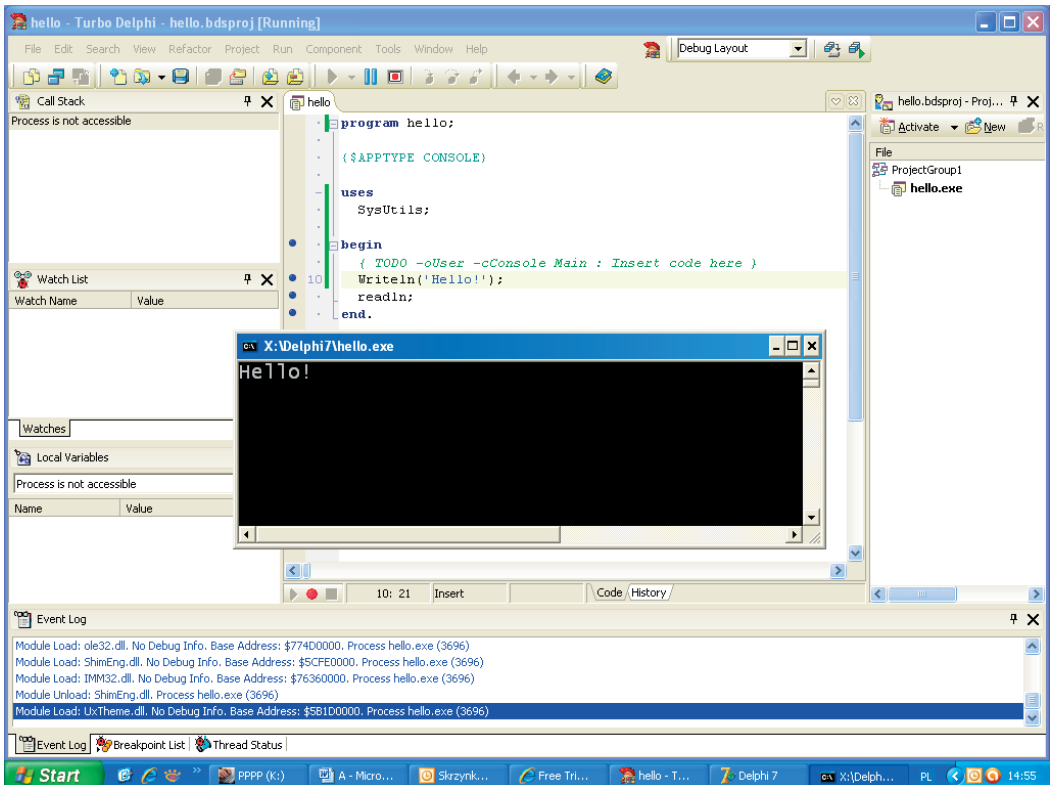 hello - Turbo Delphi - hello.bdsproj [Running]
File Edit Search View Refactor Project Run Component Tools Window Help
Debug Layout
Call Stack
Process is not accessible
hello
program hello;
{$APPTYPE CONSOLE}
uses
SysUtils;
begin
{ TODO -oUser -cConsole Main : Insert code here }
10 Writeln('Hello!');
readln;
end.
hello.bdsproj - Proj...
Activate New R
File
ProjectGroup1
hello.exe
Watch List
Watch Name Value
Watches
Local Variables
Process is not accessible
Name Value
X:\Delphi7\hello.exe
Hello!
10: 21 Insert Code History
Event Log
Module Load: ole32.dll. No Debug Info. Base Address: $774D0000. Process hello.exe (3696)
Module Load: ShimEng.dll. No Debug Info. Base Address: $5CFE0000. Process hello.exe (3696)
Module Load: IMM32.dll. No Debug Info. Base Address: $76360000. Process hello.exe (3696)
Module Unload: ShimEng.dll. Process hello.exe (3696)
Module Load: UxTheme.dll. No Debug Info. Base Address: $5B1D0000. Process hello.exe (3696)
Event Log Breakpoint List Thread Status
Start PPPP (K:) A - Micro... Skrzynk... Free Tri... hello - T... Delphi 7 X:\Delph... PL 14:55